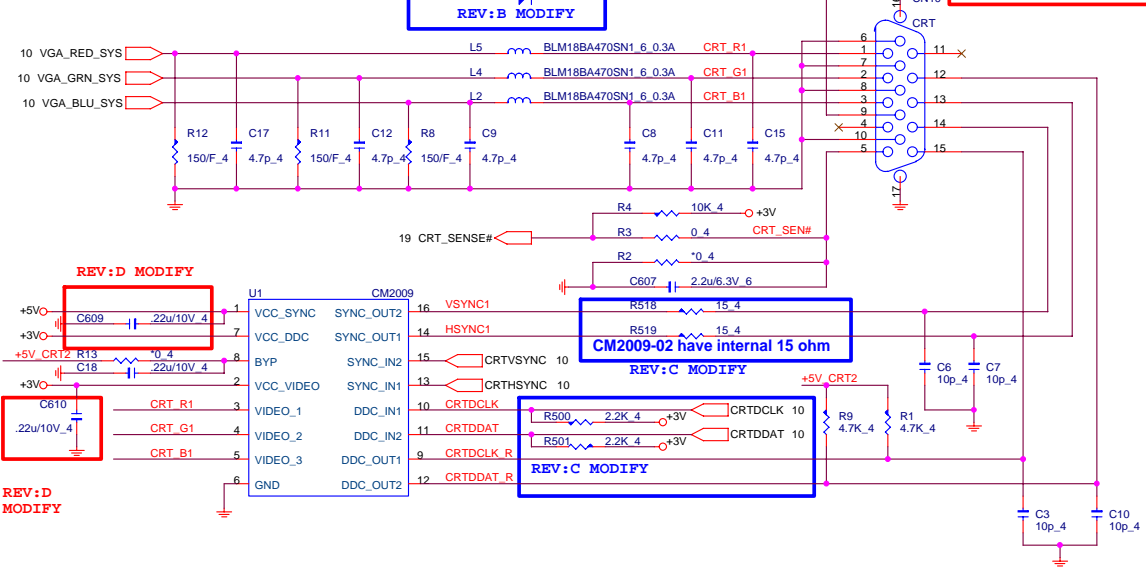 REV:B MODIFY
CRT
10 VGA_RED_SYS L5 BLM18BA470SN1_6_0.3A CRT_R1 6 1 11
10 VGA_GRN_SYS L4 BLM18BA470SN1_6_0.3A CRT_G1 7 2 12
10 VGA_BLU_SYS L2 BLM18BA470SN1_6_0.3A CRT_B1 8 3 13
9 4 14
10 5 15
R12 C17 R11 C12 R8 C9 C8 C11 C15
150/F_4 4.7p_4 150/F_4 4.7p_4 150/F_4 4.7p_4 4.7p_4 4.7p_4 4.7p_4
17
R4 10K_4 +3V
19 CRT_SENSE# R3 0_4 CRT_SEN#
R2 *0_4
C607 2.2u/6.3V_6
REV:D MODIFY
U1 CM2009
+5V 1 VCC_SYNC SYNC_OUT2 16 VSYNC1 R518 15_4
C609 .22u/10V_4
+3V 7 VCC_DDC SYNC_OUT1 14 HSYNC1 R519 15_4
CM2009-02 have internal 15 ohm
REV:C MODIFY
+5V_CRT2 R13 *0_4 8 BYP SYNC_IN2 15 CRTVSYNC 10
C18 .22u/10V_4
+3V 2 VCC_VIDEO SYNC_IN1 13 CRTHSYNC 10
C6 C7
10p_4 10p_4
+5V_CRT2
C610
.22u/10V_4
CRT_R1 3 VIDEO_1 DDC_IN1 10 CRTDCLK CRTDCLK 10
R500 2.2K_4 +3V
R9 R1
4.7K_4 4.7K_4
CRT_G1 4 VIDEO_2 DDC_IN2 11 CRTDDAT CRTDDAT 10
R501 2.2K_4 +3V
CRT_B1 5 VIDEO_3 DDC_OUT1 9 CRTDCLK_R
REV:C MODIFY
6 GND DDC_OUT2 12 CRTDDAT_R
REV:D
MODIFY
C3 C10
10p_4 10p_4